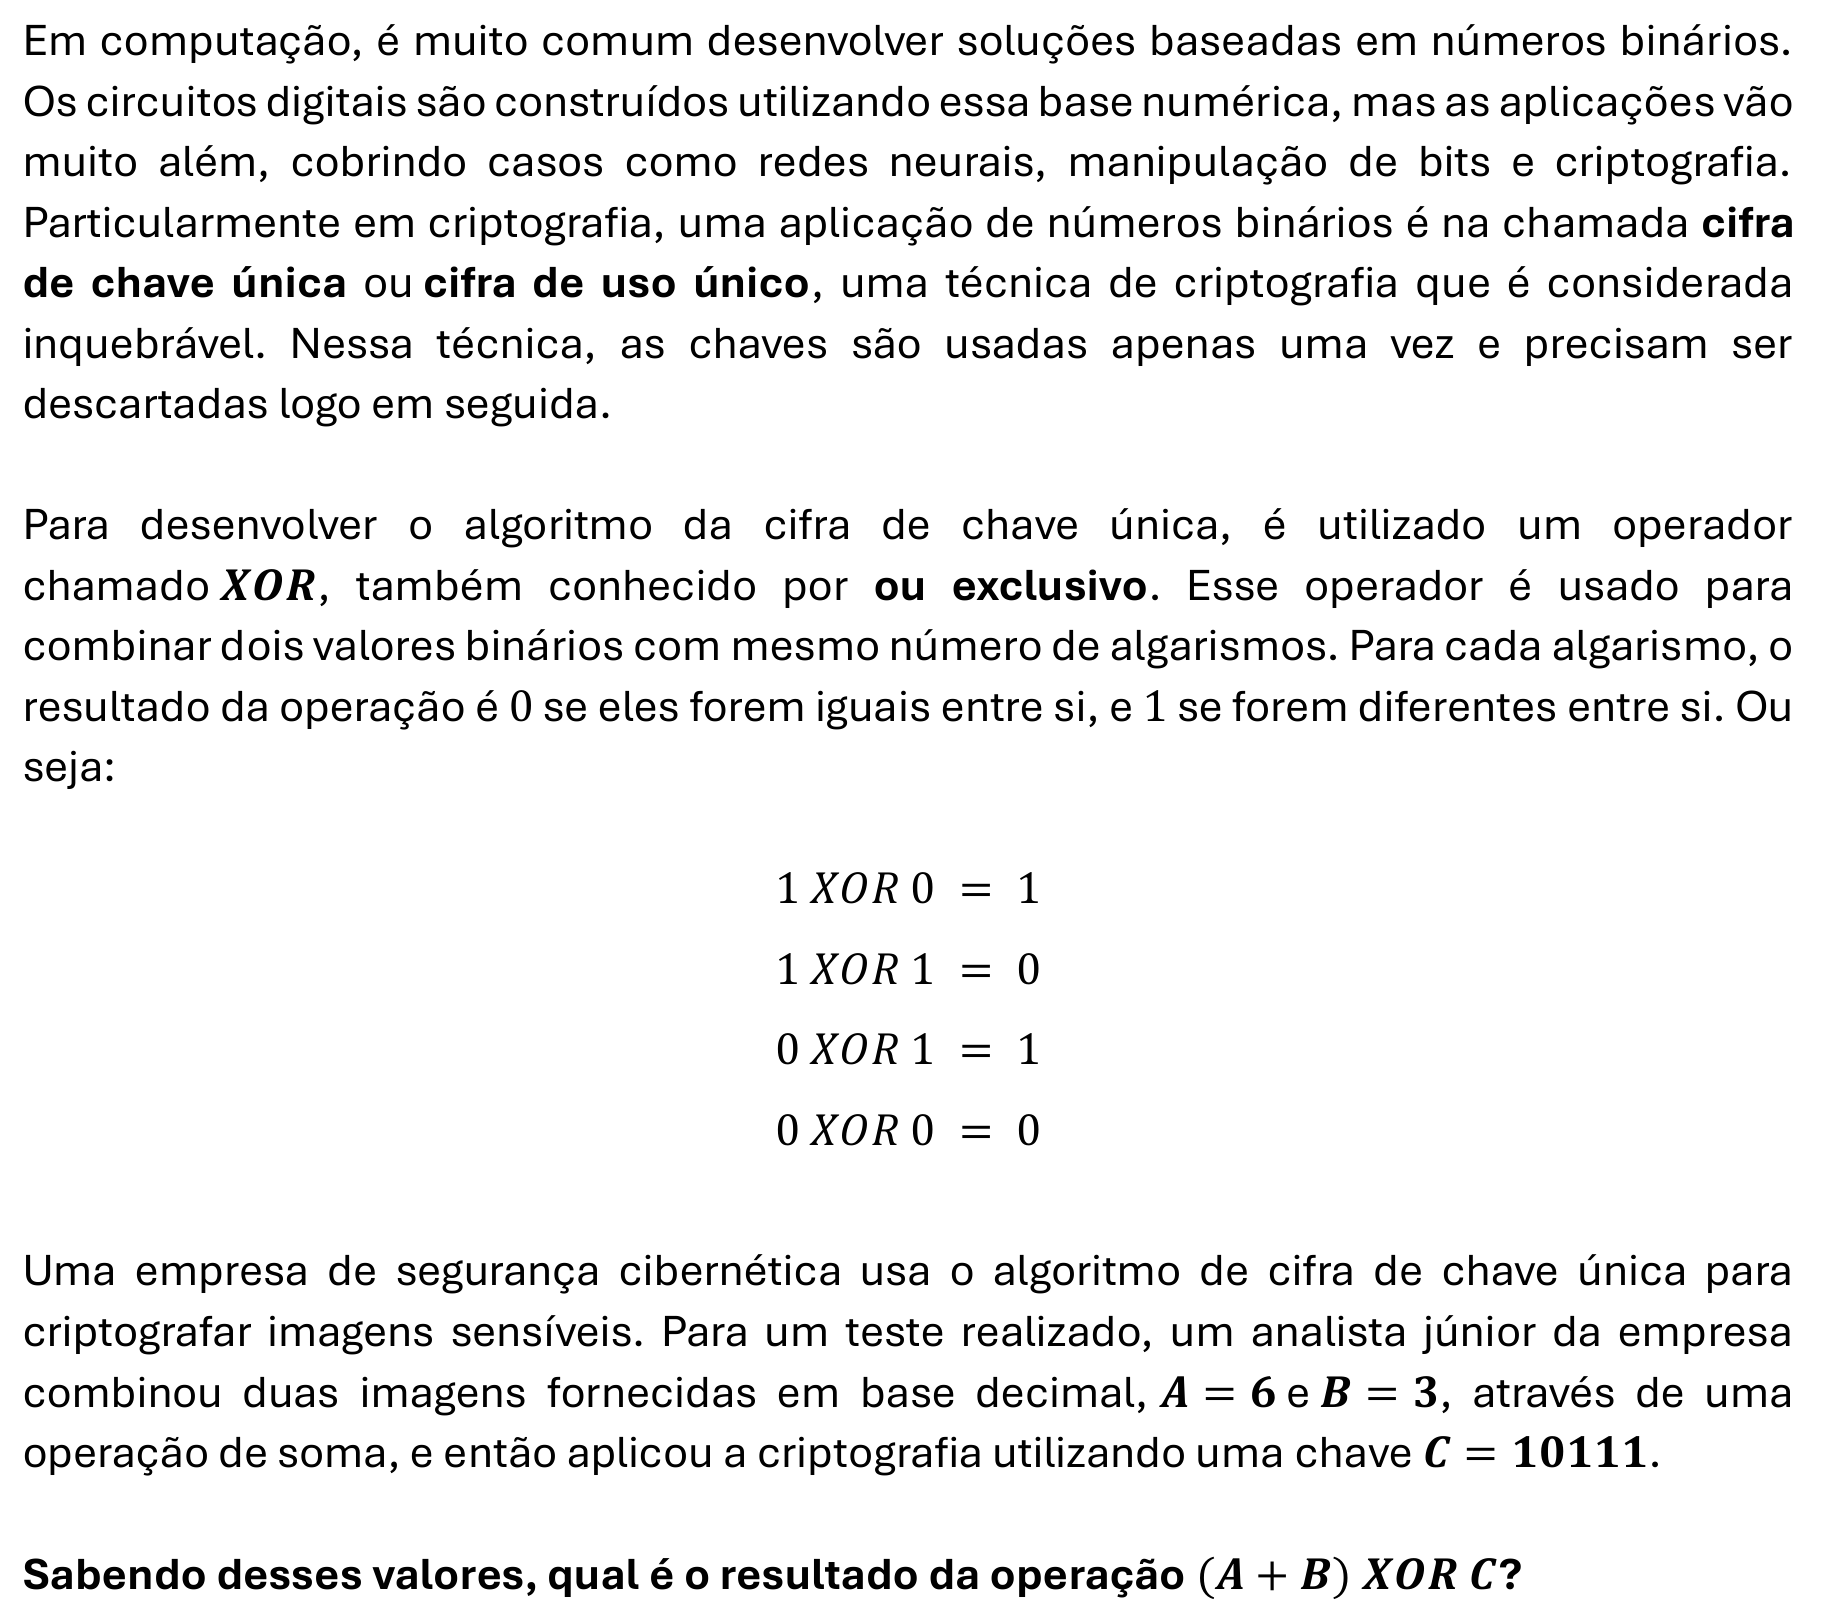 Em computação, é muito comum desenvolver soluções baseadas em números binários.
Os circuitos digitais são construídos utilizando essa base numérica, mas as aplicações vão
muito além, cobrindo casos como redes neurais, manipulação de bits e criptografia.
Particularmente em criptografia, uma aplicação de números binários é na chamada cifra
de chave única ou cifra de uso único, uma técnica de criptografia que é considerada
inquebrável. Nessa técnica, as chaves são usadas apenas uma vez e precisam ser
descartadas logo em seguida.
Para desenvolver o algoritmo da cifra de chave única, é utilizado um operador
chamado XOR, também conhecido por ou exclusivo. Esse operador é usado para
combinar dois valores binários com mesmo número de algarismos. Para cada algarismo, o
resultado da operação é 0 se eles forem iguais entre si, e 1 se forem diferentes entre si. Ou
seja:
1 XOR 0 = 1
1 XOR 1 = 0
0 XOR 1 = 1
0 XOR 0 = 0
Uma empresa de segurança cibernética usa o algoritmo de cifra de chave única para
criptografar imagens sensíveis. Para um teste realizado, um analista júnior da empresa
combinou duas imagens fornecidas em base decimal, A = 6 e B = 3, através de uma
operação de soma, e então aplicou a criptografia utilizando uma chave C = 10111.
Sabendo desses valores, qual é o resultado da operação (A + B) XOR C?